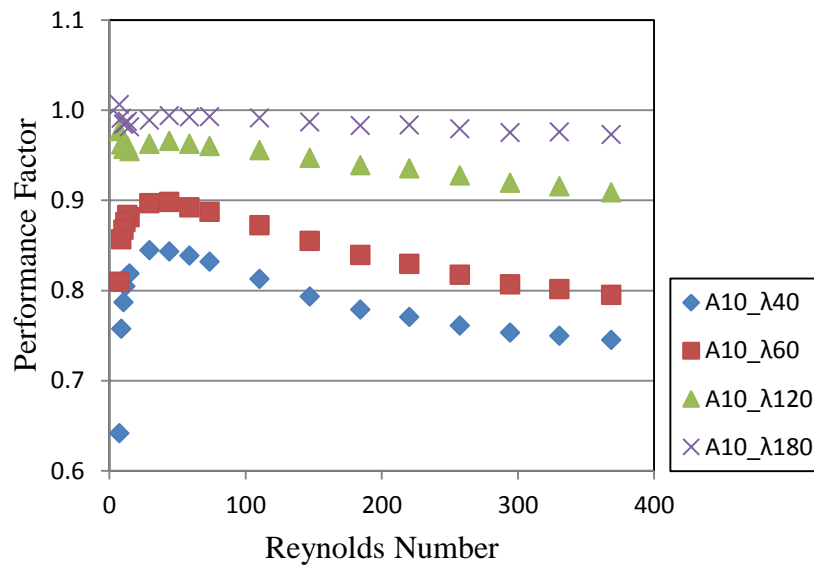 1.1
1.0
0.9
0.8
0.7
0.6
Performance Factor
0
100
200
300
400
Reynolds Number
A10_λ40
A10_λ60
A10_λ120
A10_λ180